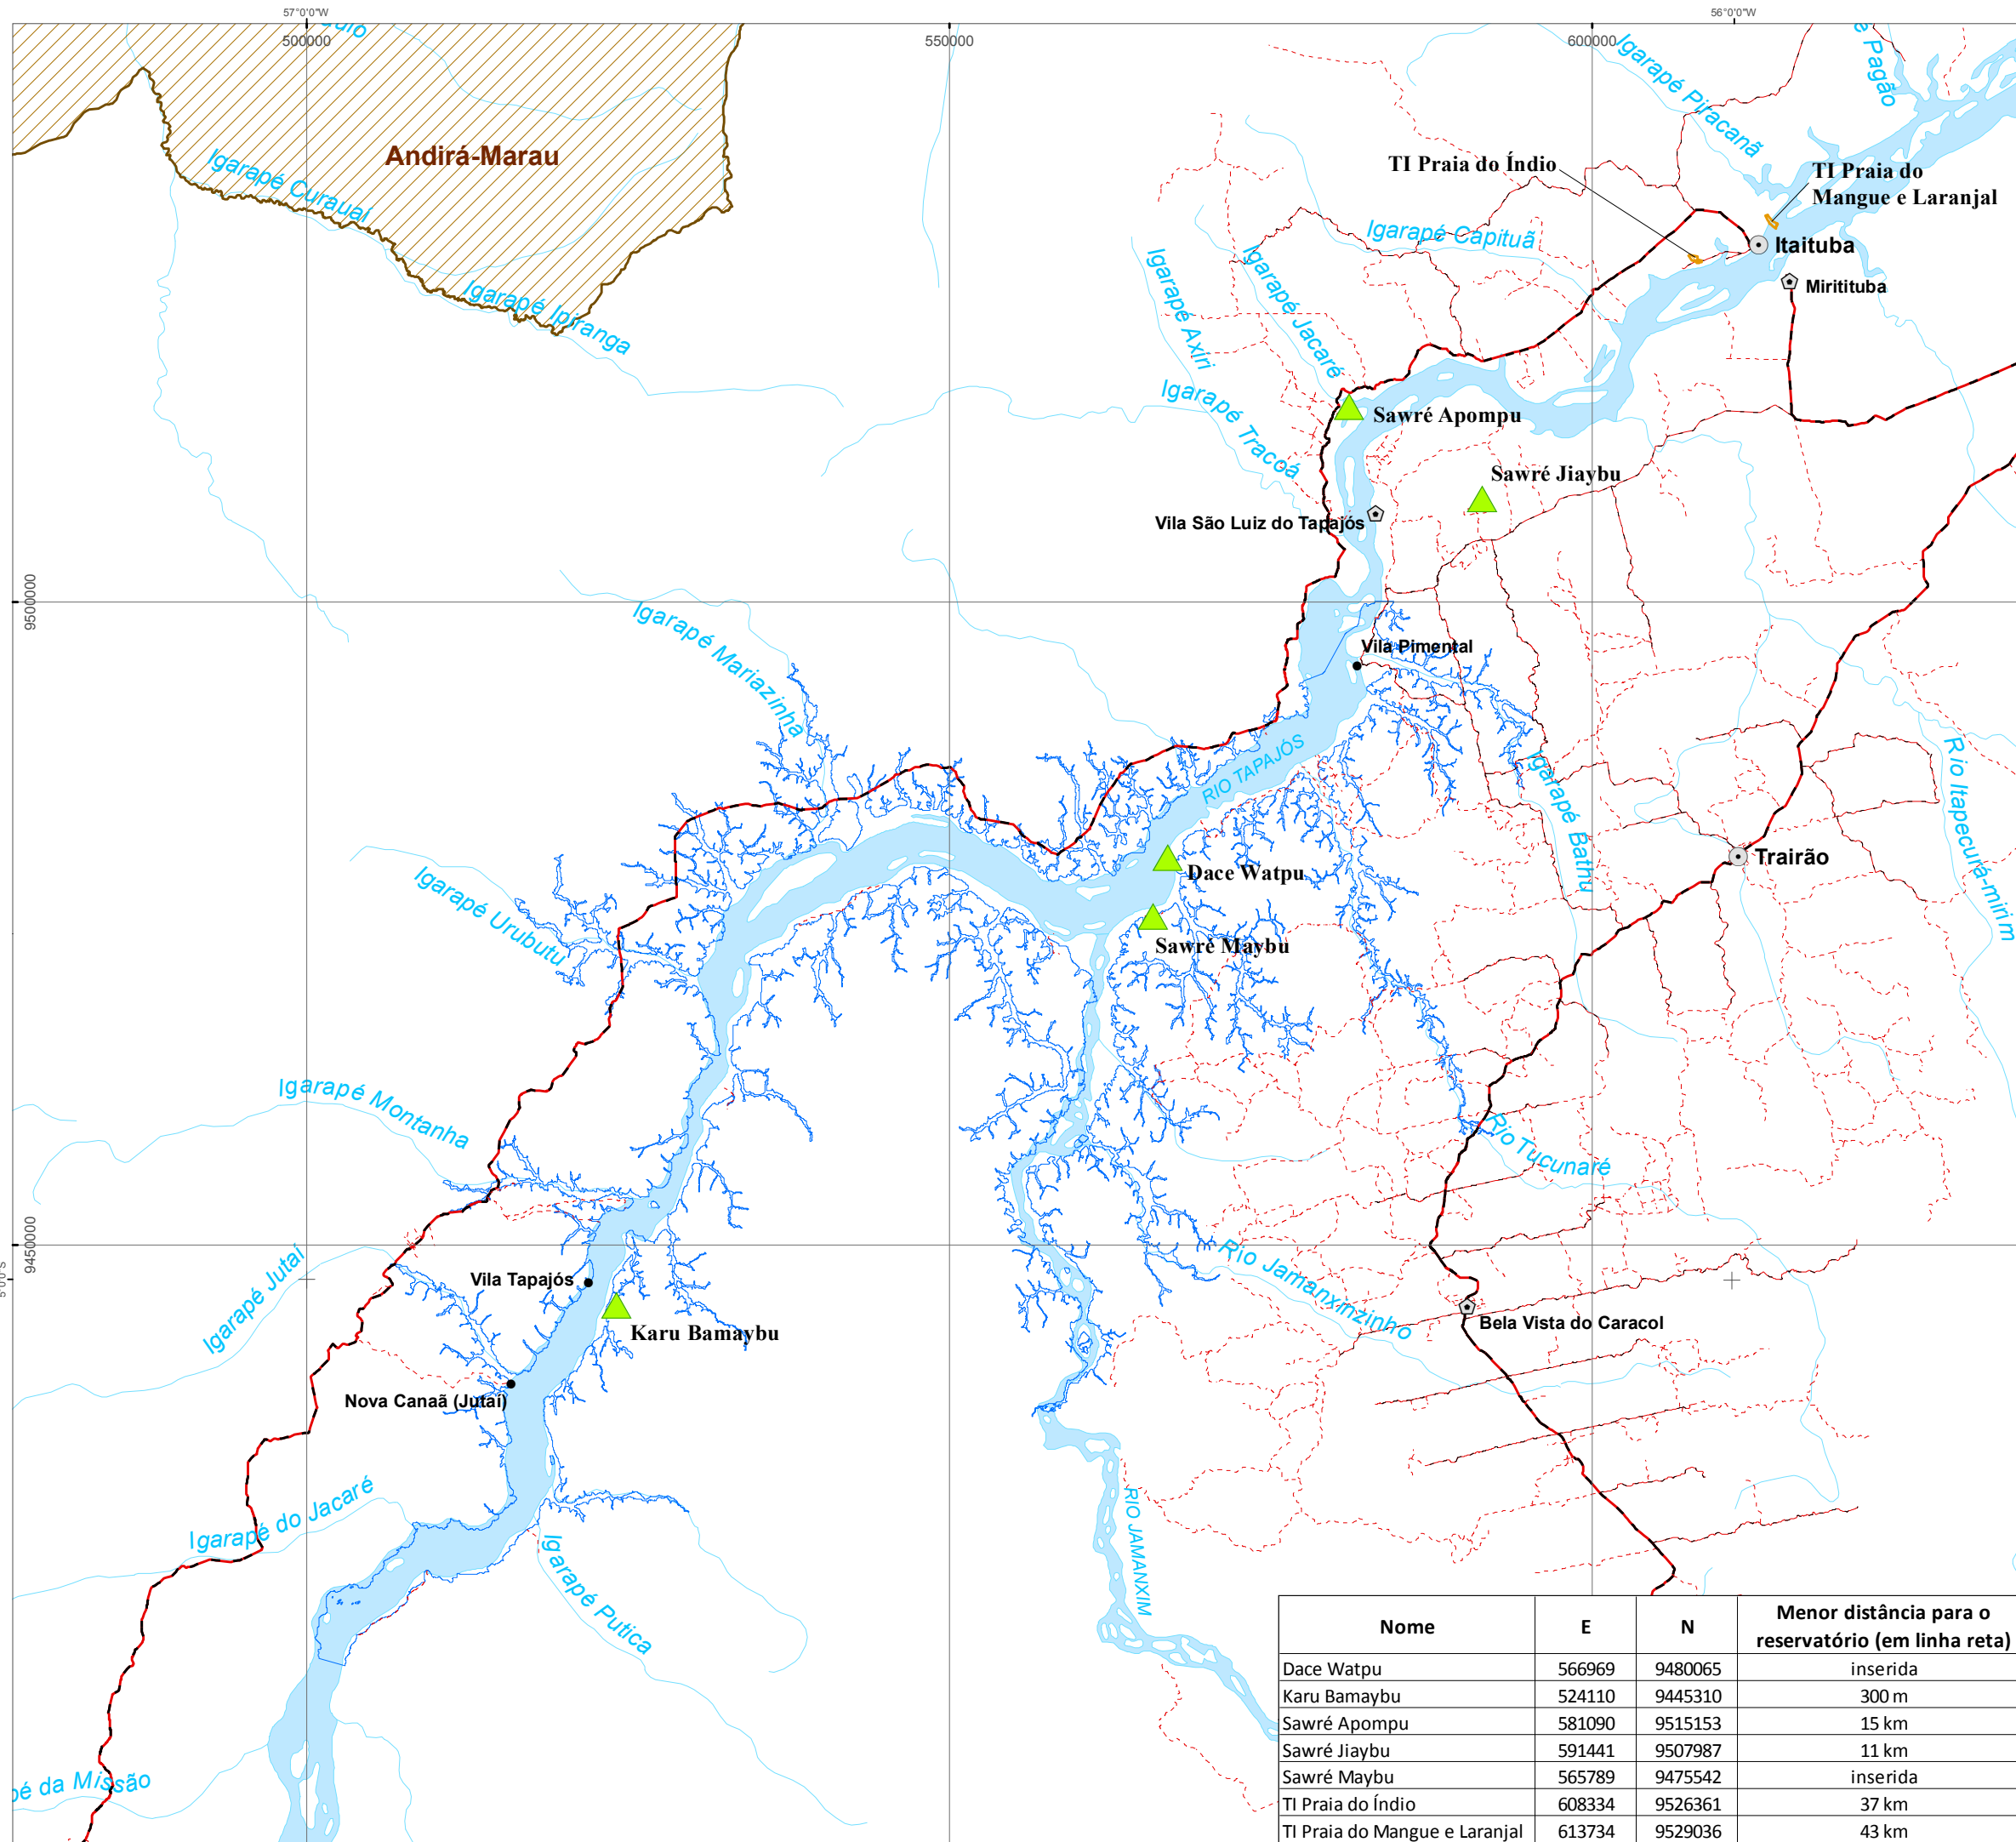 57°0'0"W
56°0'0"W
500000
550000
600000
Igarapé Piracanã
e Pagão
Andirá-Marau
Igarapé Curauaí
TI Praia do Índio
TI Praia do
Mangue e Laranjal
Igarapé Capituã
Itaituba
Igarapé Axiri
Igarapé Jacaré
Miritituba
Igarapé Ipiranga
Igarapé Tracoá
Sawré Apompu
Sawré Jiaybu
Vila São Luiz do Tapajós
9500000
Igarapé Mariazinha
Vila Pimental
RIO TAPAJÓS
Igarapé Bathu
Rio Itapecurá-mirim
Trairão
Igarapé Urubutu
Dace Watpu
Sawré Maybu
Igarapé Montanha
Rio Tucunaré
9450000
Igarapé Jutaí
Rio Jamanxinzinho
Vila Tapajós
Karu Bamaybu
Bela Vista do Caracol
Nova Canaã (Jutaí)
Igarapé do Jacaré
Igarapé Putica
RIO JAMANXIM
pé da Missão
Nome E N Menor distância para o
reservatório (em linha reta)
Dace Watpu 566969 9480065 inserida
Karu Bamaybu 524110 9445310 300 m
Sawré Apompu 581090 9515153 15 km
Sawré Jiaybu 591441 9507987 11 km
Sawré Maybu 565789 9475542 inserida
TI Praia do Índio 608334 9526361 37 km
TI Praia do Mangue e Laranjal 613734 9529036 43 km